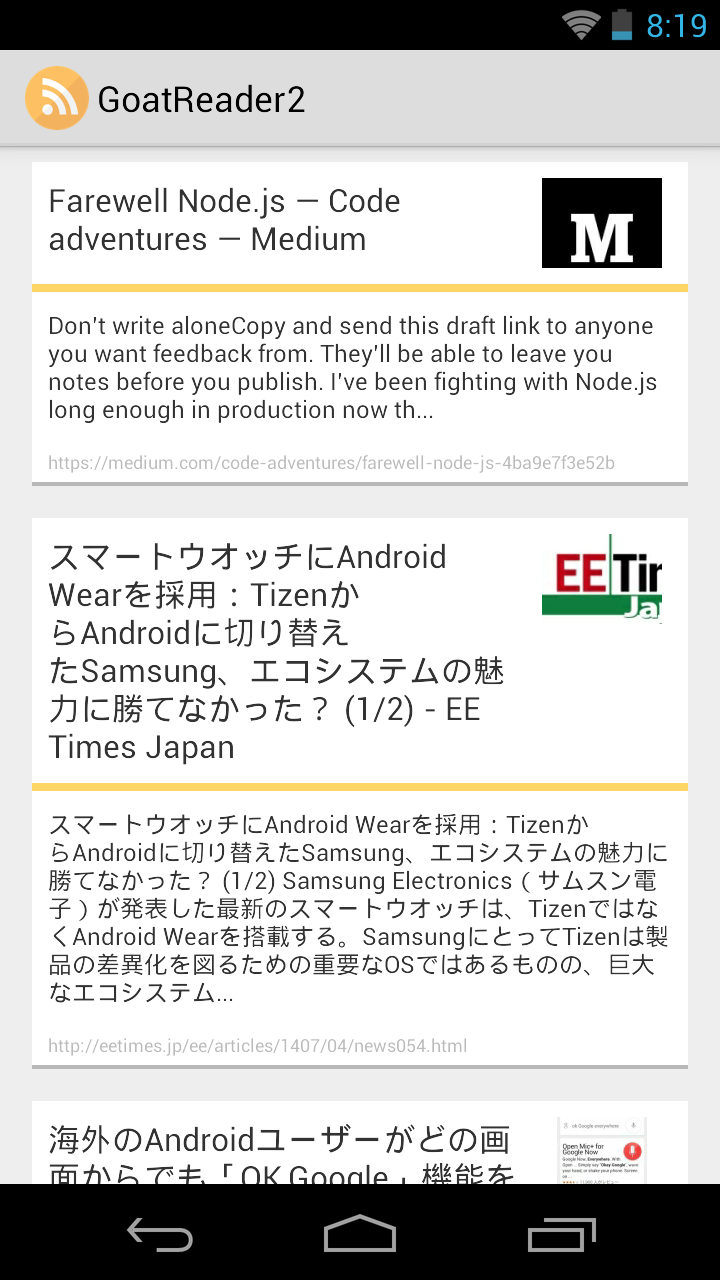 8:19
GoatReader2
Farewell Node.js — Code
adventures — Medium
M
Don't write aloneCopy and send this draft link to anyone
you want feedback from. They'll be able to leave you
notes before you publish. I've been fighting with Node.js
long enough in production now th...
https://medium.com/code-adventures/farewell-node-js-4ba9e7f3e52b
スマートウオッチにAndroid
Wearを採用：Tizenか
らAndroidに切り替え
たSamsung、エコシステムの魅
力に勝てなかった？ (1/2) - EE
Times Japan
EE Tir
Ja
スマートウオッチにAndroid Wearを採用：Tizenか
らAndroidに切り替えたSamsung、エコシステムの魅力に
勝てなかった？ (1/2) Samsung Electronics（サムスン電
子）が発表した最新のスマートウオッチは、Tizenではな
くAndroid Wearを搭載する。SamsungにとってTizenは製
品の差異化を図るための重要なOSではあるものの、巨大
なエコシステム...
http://eetimes.jp/ee/articles/1407/04/news054.html
海外のAndroidユーザーがどの画
面からでも「OK Google」機能を
ok Google everywhere
Open Mic+ for
Google Now